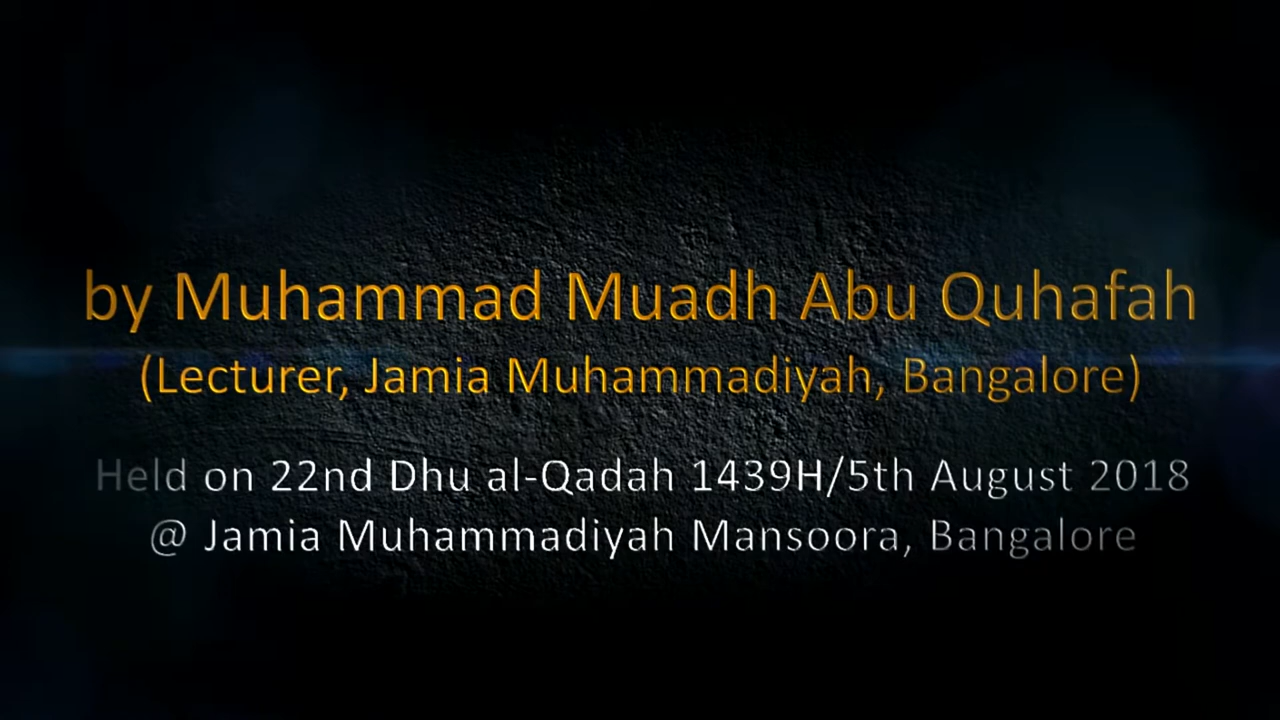 by Muhammad Muadh Abu Quhafah
(Lecturer, Jamia Muhammadiyah, Bangalore)
Held on 22nd Dhu al-Qadah 1439H/5th August 2018
@ Jamia Muhammadiyah Mansoora, Bangalore